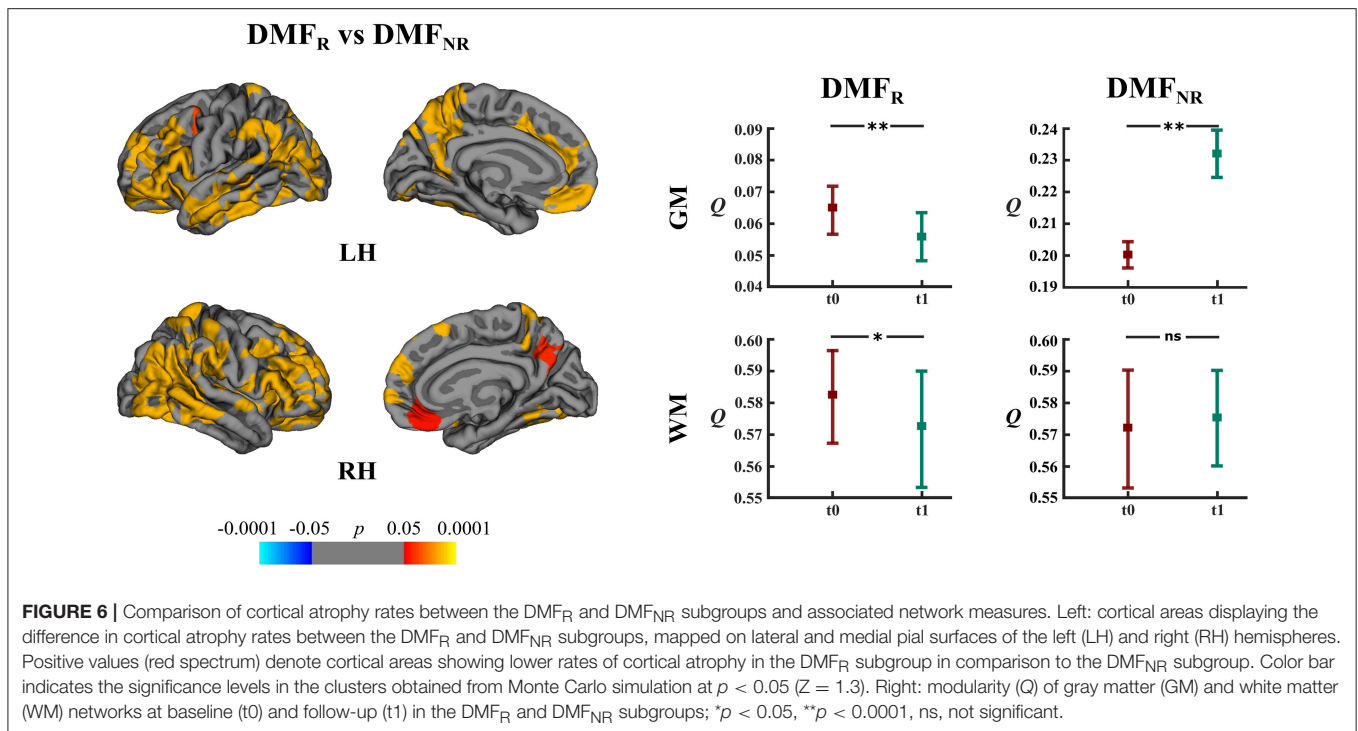 DMFR vs DMFNR
LH
RH
-0.0001 -0.05 p 0.05 0.0001
DMFR
DMFNR
GM
Q
0.09
0.08
0.07
0.06
0.05
0.04
**
t0 t1
Q
0.24
0.23
0.22
0.21
0.20
0.19
**
t0 t1
WM
Q
0.60
0.59
0.58
0.57
0.56
0.55
*
t0 t1
Q
0.60
0.59
0.58
0.57
0.56
0.55
ns
t0 t1
FIGURE 6 | Comparison of cortical atrophy rates between the DMFR and DMFNR subgroups and associated network measures. Left: cortical areas displaying the
difference in cortical atrophy rates between the DMFR and DMFNR subgroups, mapped on lateral and medial pial surfaces of the left (LH) and right (RH) hemispheres.
Positive values (red spectrum) denote cortical areas showing lower rates of cortical atrophy in the DMFR subgroup in comparison to the DMFNR subgroup. Color bar
indicates the significance levels in the clusters obtained from Monte Carlo simulation at p < 0.05 (Z = 1.3). Right: modularity (Q) of gray matter (GM) and white matter
(WM) networks at baseline (t0) and follow-up (t1) in the DMFR and DMFNR subgroups; *p < 0.05, **p < 0.0001, ns, not significant.